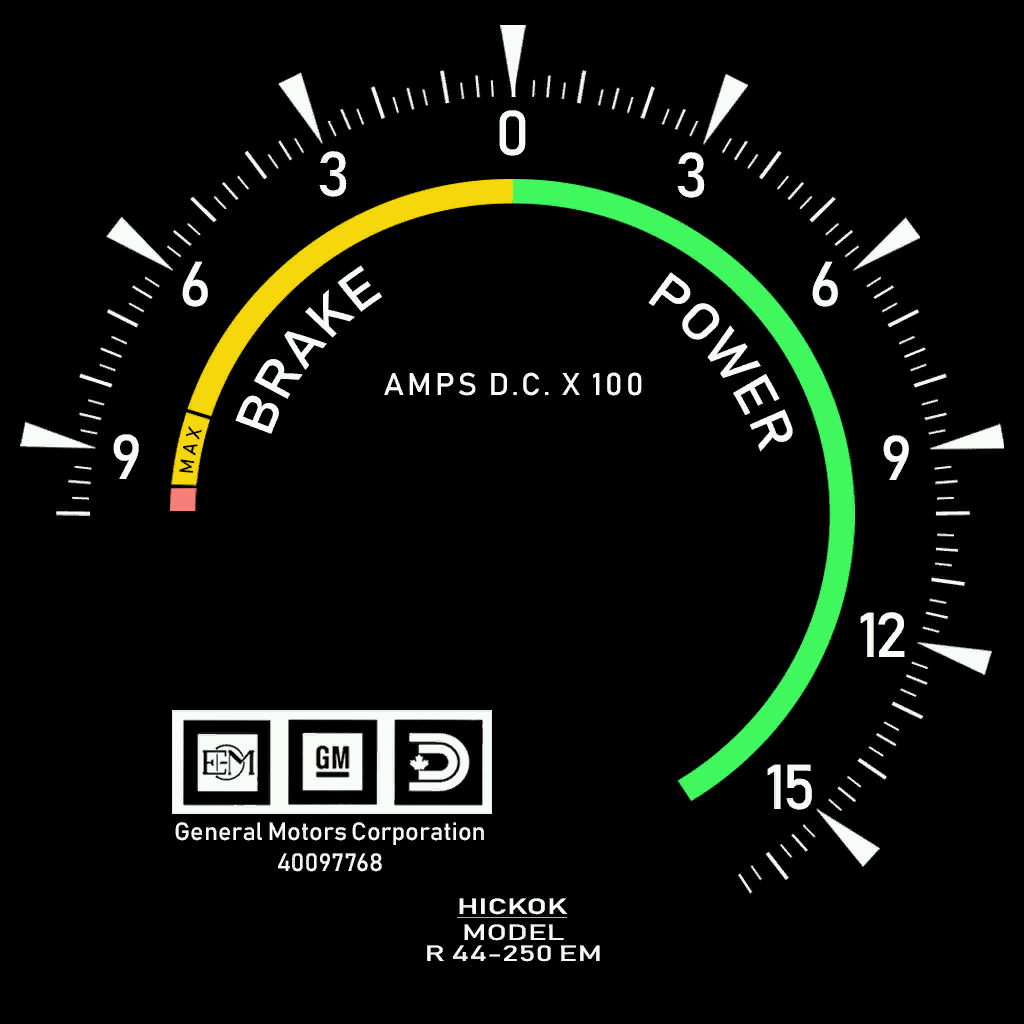 0
3
3
6
6
BRAKE
POWER
AMPS D.C. X 100
MAX
9
9
12
15
EMD
GM
D
General Motors Corporation
40097768
HICKOK
MODEL
R 44-250 EM